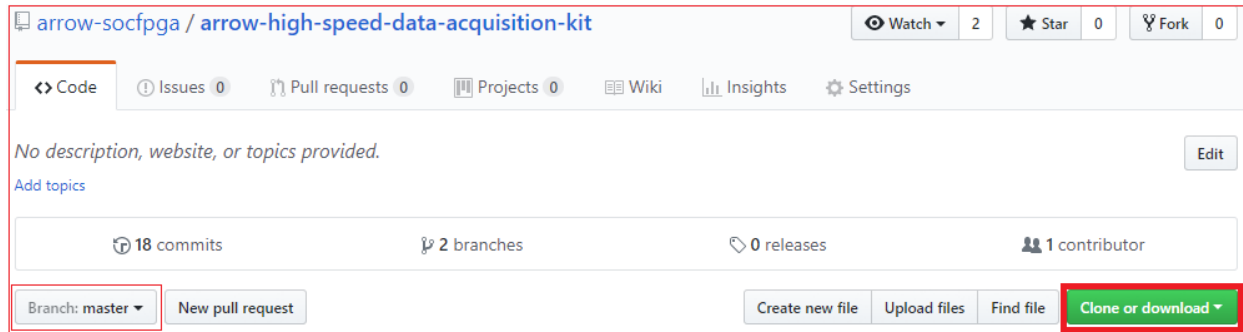 arrow-socfpga / arrow-high-speed-data-acquisition-kit Watch 2 Star 0 Fork 0
Code Issues 0 Pull requests 0 Projects 0 Wiki Insights Settings
No description, website, or topics provided. Edit
Add topics
18 commits 2 branches 0 releases 1 contributor
Branch: master New pull request Create new file Upload files Find file Clone or download